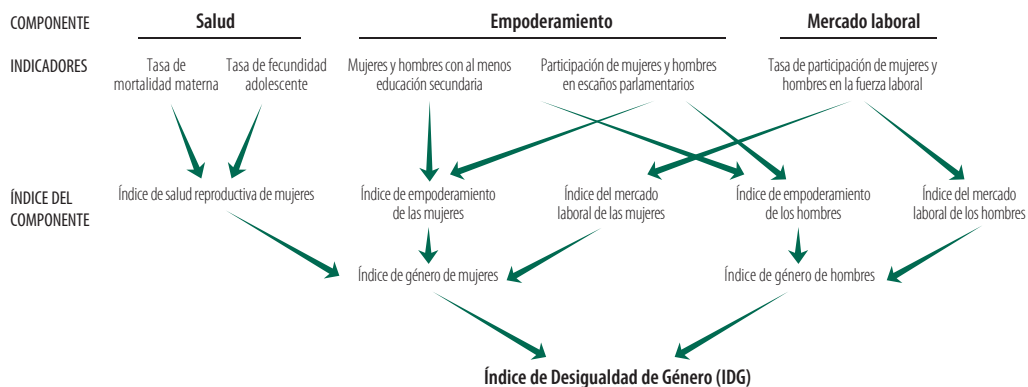 COMPONENTE Salud Empoderamiento Mercado laboral
INDICADORES
Tasa de
mortalidad materna
Tasa de fecundidad
adolescente
Mujeres y hombres con al menos
educación secundaria
Participación de mujeres y hombres
en escaños parlamentarios
Tasa de participación de mujeres y
hombres en la fuerza laboral
ÍNDICE DEL
COMPONENTE
Índice de salud reproductiva de mujeres
Índice de empoderamiento
de las mujeres
Índice del mercado
laboral de las mujeres
Índice de empoderamiento
de los hombres
Índice del mercado
laboral de los hombres
Índice de género de mujeres
Índice de género de hombres
Índice de Desigualdad de Género (IDG)